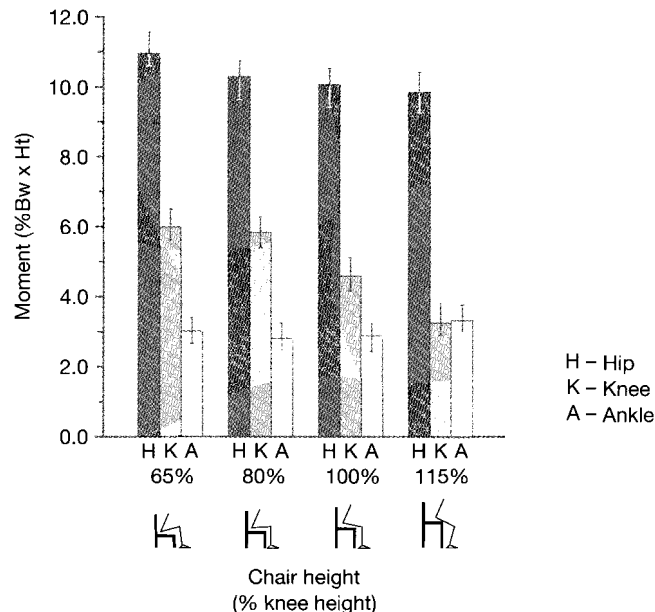 12.0
10.0
8.0
6.0
4.0
2.0
0.0
Moment (%Bw x Ht)
H K A H K A H K A H K A
65% 80% 100% 115%
Chair height
(% knee height)
H – Hip
K – Knee
A – Ankle